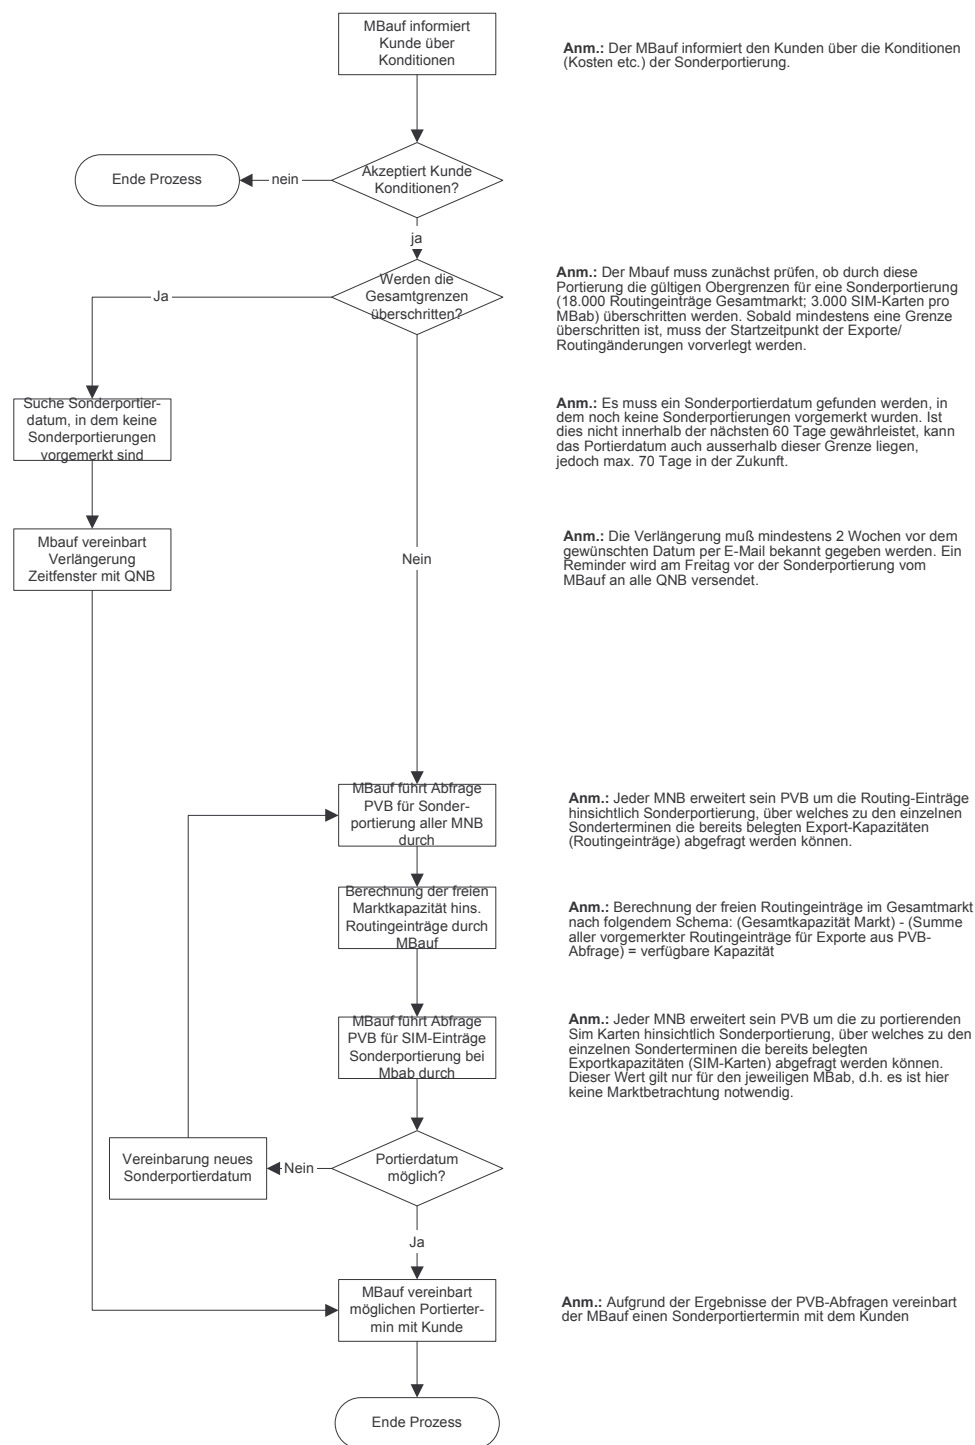 MBauf informiert
Kunde über
Konditionen
Anm.: Der MBauf informiert den Kunden über die Konditionen
(Kosten etc.) der Sonderportierung.
Akzeptiert Kunde
Konditionen?
nein
Ende Prozess
ja
Werden die
Gesamtgrenzen
überschritten?
Ja
Anm.: Der Mbauf muss zunächst prüfen, ob durch diese
Portierung die gültigen Obergrenzen für eine Sonderportierung
(18.000 Routingeinträge Gesamtmarkt; 3.000 SIM-Karten pro
MBab) überschritten werden. Sobald mindestens eine Grenze
überschritten ist, muss der Startzeitpunkt der Exporte/
Routingänderungen vorverlegt werden.
Suche Sonderportier-
datum, in dem keine
Sonderportierungen
vorgemerkt sind
Anm.: Es muss ein Sonderportierdatum gefunden werden, in
dem noch keine Sonderportierungen vorgemerkt wurden. Ist
dies nicht innerhalb der nächsten 60 Tage gewährleistet, kann
das Portierdatum auch ausserhalb dieser Grenze liegen,
jedoch max. 70 Tage in der Zukunft.
Mbauf vereinbart
Verlängerung
Zeitfenster mit QNB
Nein
Anm.: Die Verlängerung muß mindestens 2 Wochen vor dem
gewünschten Datum per E-Mail bekannt gegeben werden. Ein
Reminder wird am Freitag vor der Sonderportierung vom
MBauf an alle QNB versendet.
MBauf führt Abfrage
PVB für Sonder-
portierung aller MNB
durch
Anm.: Jeder MNB erweitert sein PVB um die Routing-Einträge
hinsichtlich Sonderportierung, über welches zu den einzelnen
Sonderterminen die bereits belegten Export-Kapazitäten
(Routingeinträge) abgefragt werden können.
Berechnung der freien
Marktkapazität hins.
Routingeinträge durch
MBauf
Anm.: Berechnung der freien Routingeinträge im Gesamtmarkt
nach folgendem Schema: (Gesamtkapazität Markt) - (Summe
aller vorgemerkter Routingeinträge für Exporte aus PVB-
Abfrage) = verfügbare Kapazität
MBauf führt Abfrage
PVB für SIM-Einträge
Sonderportierung bei
Mbab durch
Anm.: Jeder MNB erweitert sein PVB um die zu portierenden
Sim Karten hinsichtlich Sonderportierung, über welches zu den
einzelnen Sonderterminen die bereits belegten
Exportkapazitäten (SIM-Karten) abgefragt werden können.
Dieser Wert gilt nur für den jeweiligen MBab, d.h. es ist hier
keine Marktbetrachtung notwendig.
Portierdatum
möglich?
Nein
Vereinbarung neues
Sonderportierdatum
Ja
MBauf vereinbart
möglichen Portierter-
min mit Kunde
Anm.: Aufgrund der Ergebnisse der PVB-Abfragen vereinbart
der MBauf einen Sonderportiertermin mit dem Kunden
Ende Prozess